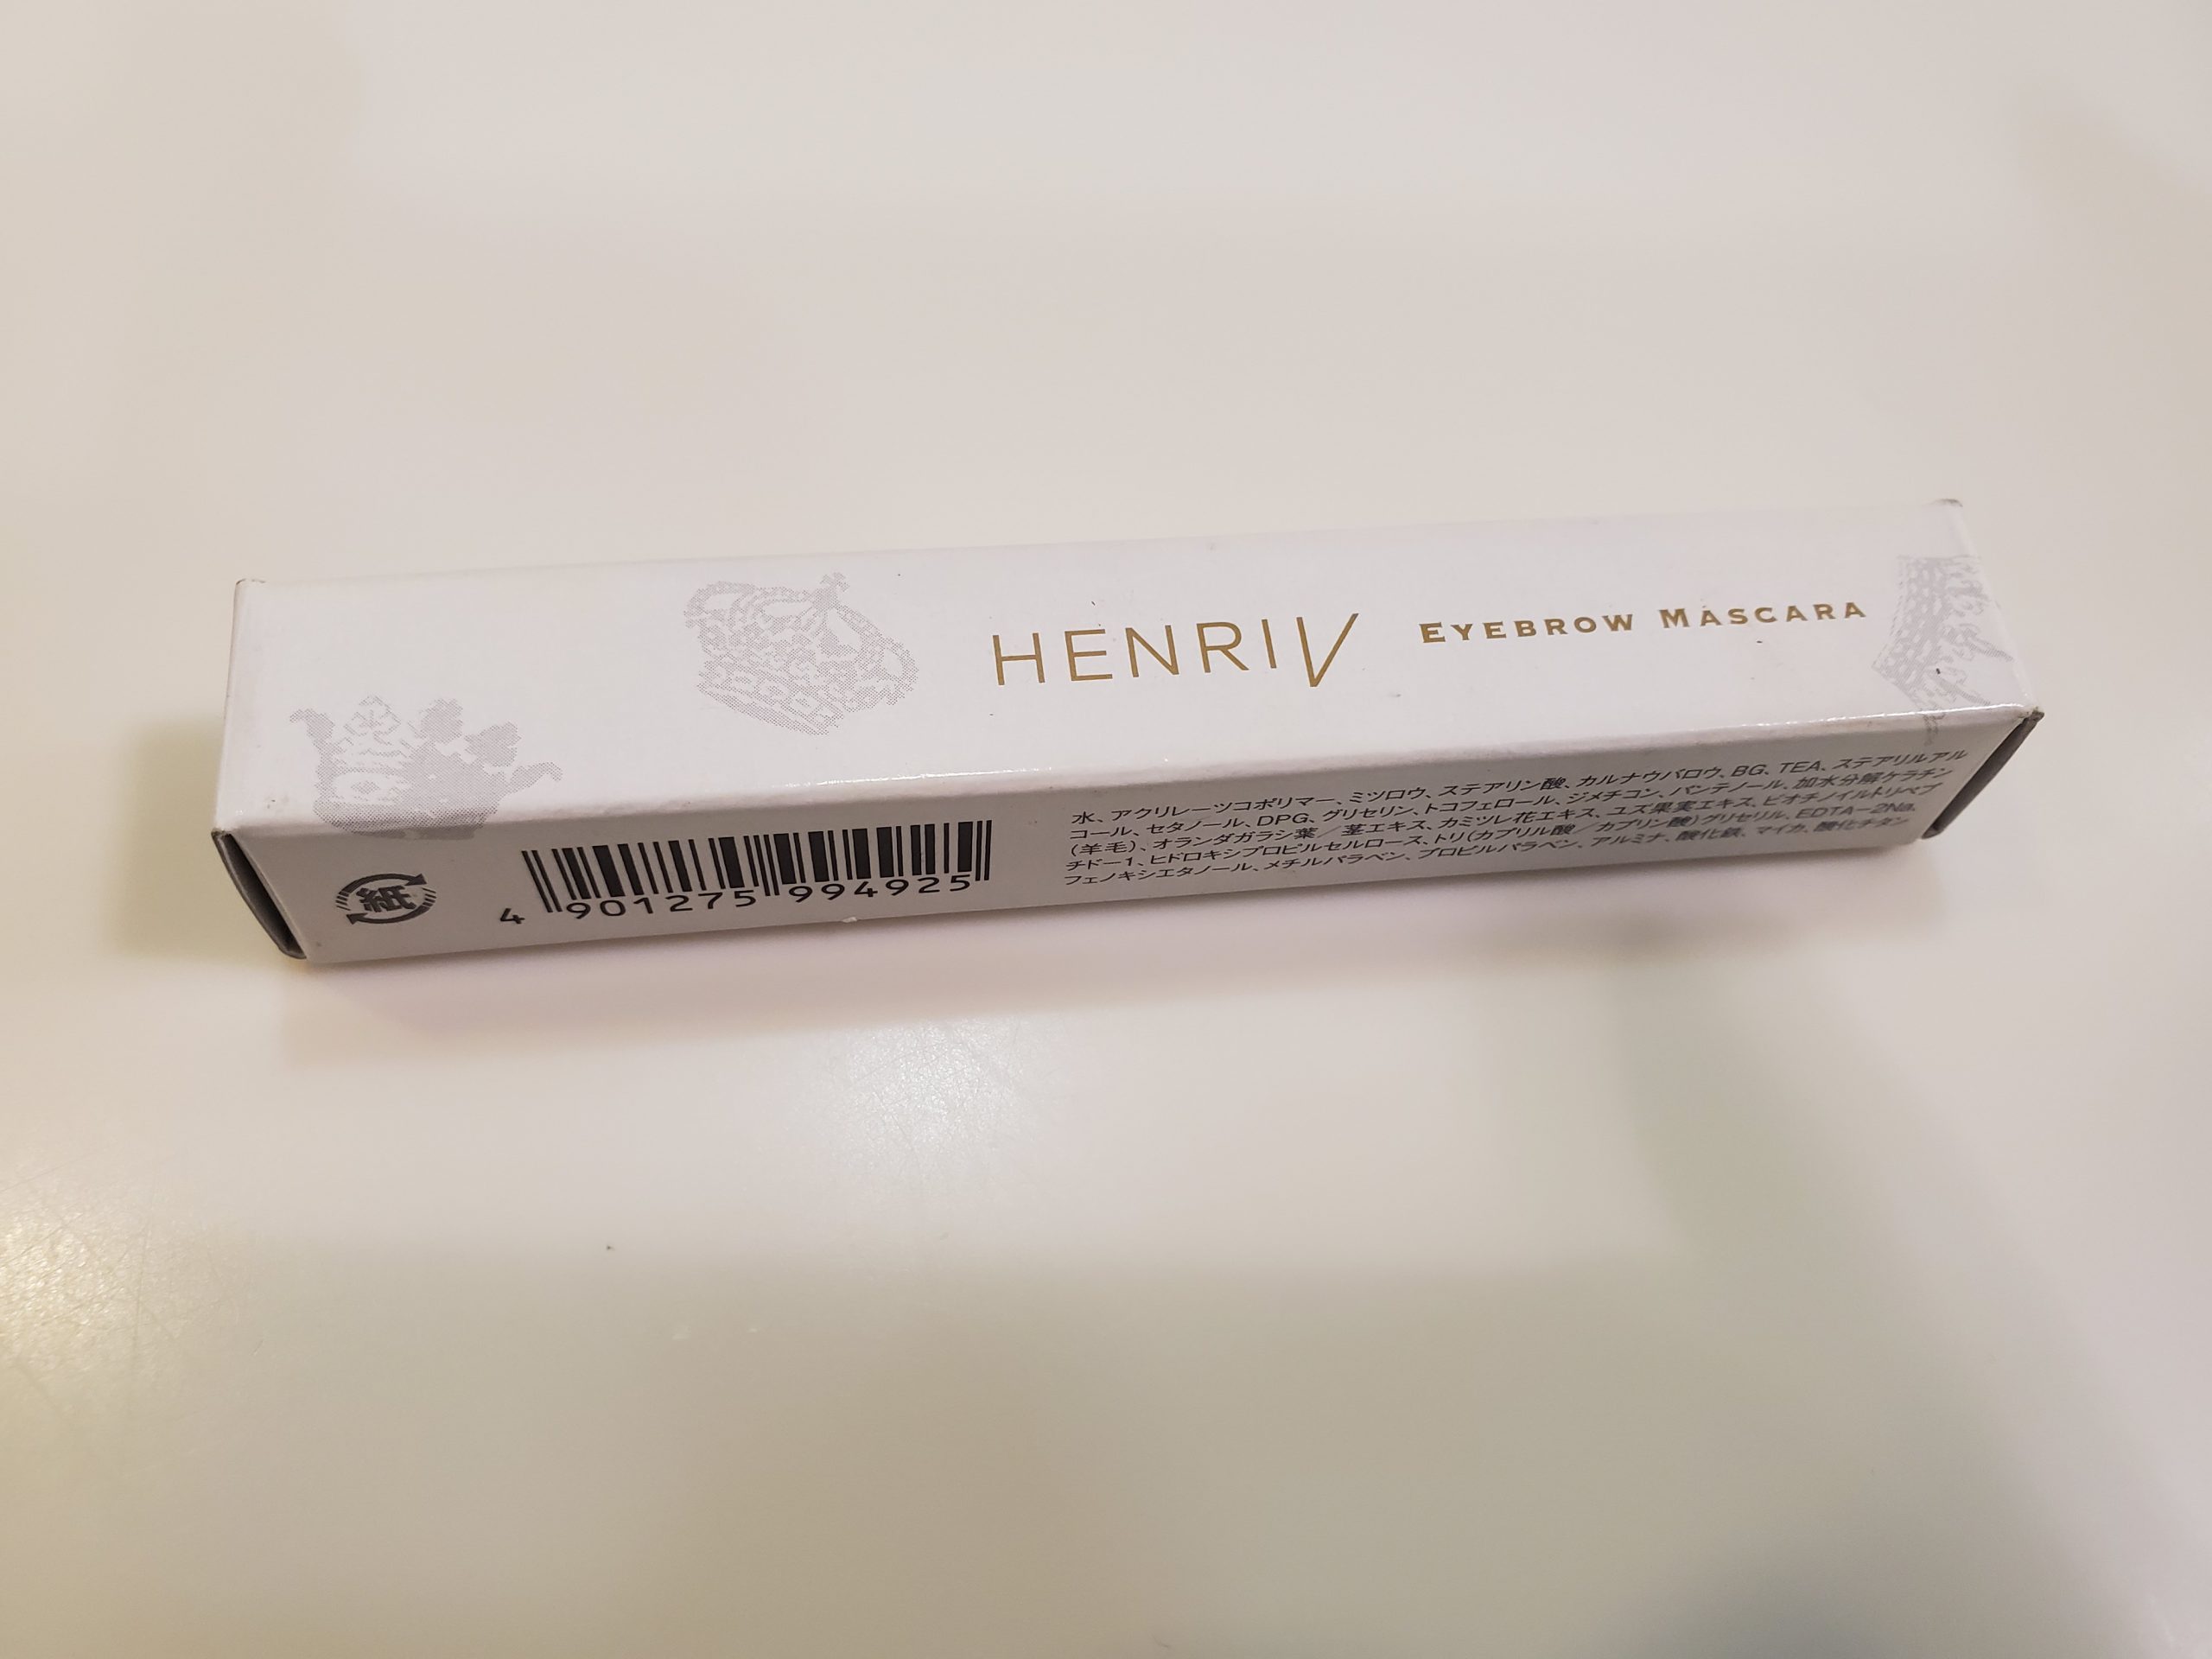 HENRIV EYEBROW MASCARA
水、アクリレーツコポリマー、ミツロウ、ステアリン酸、カルナウバロウ、BG、TEA、ステアリルアル
コール、セタノール、DPG、グリセリン、トコフェロール、ジメチコン、パンテノール、加水分解ケラチン
(羊毛)、オランダガラシ葉/茎エキス、カミツレ花エキス、ユズ果実エキス、ビオチノイルトリペプ
チドー1、ヒドロキシプロピルセルロース、トリ(カプリル酸/カプリン酸)グリセリル、EDTAー2Na、
フェノキシエタノール、メチルパラベン、プロピルパラベン、アルミナ、酸化鉄、マイカ、酸化チタン
紙
4 901275 994925